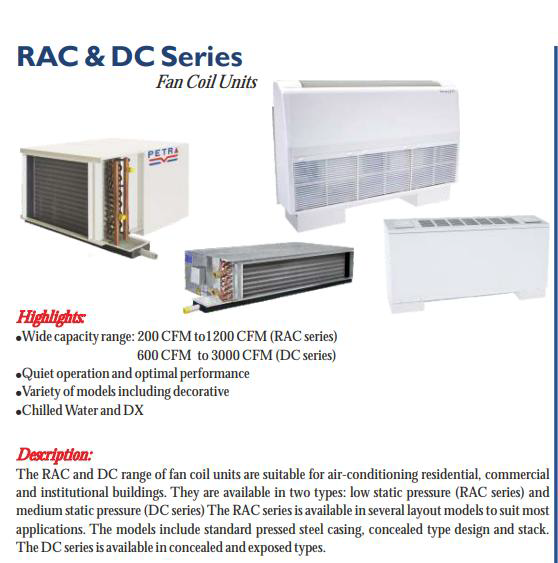 RAC & DC Series
Fan Coil Units
PETRA
Highlights:
•Wide capacity range: 200 CFM to1200 CFM (RAC series)
600 CFM to 3000 CFM (DC series)
•Quiet operation and optimal performance
•Variety of models including decorative
•Chilled Water and DX
Description:
The RAC and DC range of fan coil units are suitable for air-conditioning residential, commercial
and institutional buildings. They are available in two types: low static pressure (RAC series) and
medium static pressure (DC series) The RAC series is available in several layout models to suit most
applications. The models include standard pressed steel casing, concealed type design and stack.
The DC series is available in concealed and exposed types.